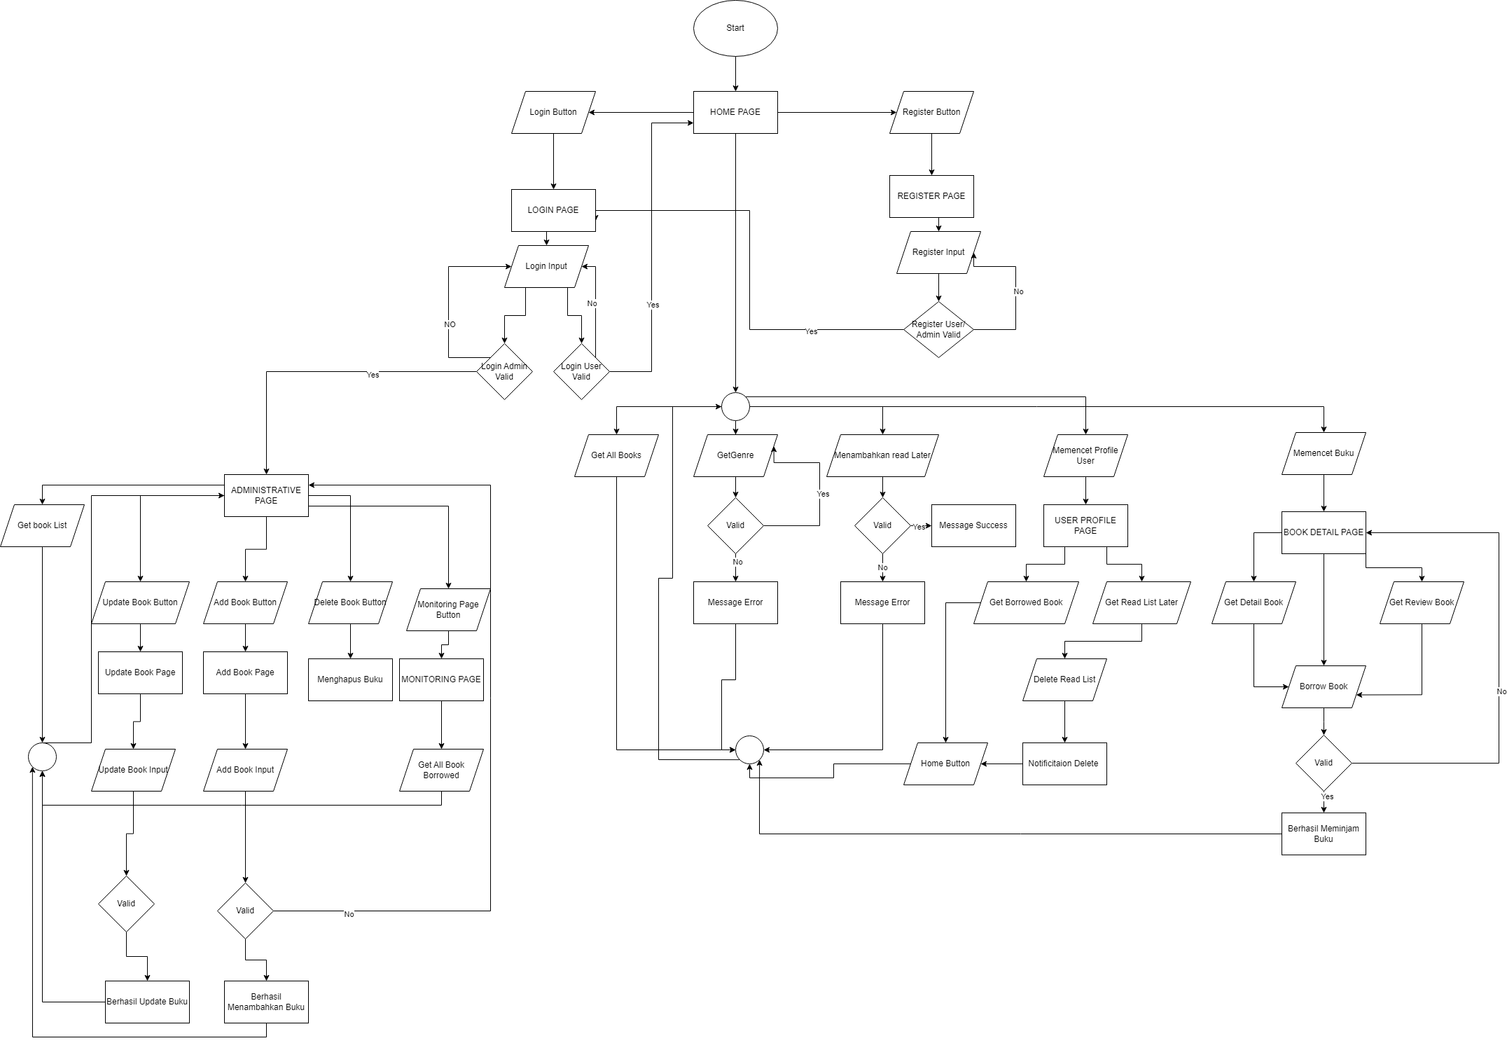 Start
Login Button
HOME PAGE
Register Button
LOGIN PAGE
REGISTER PAGE
Login Input
Register Input
No
No
Yes
NO
Register User/
Admin Valid
Yes
Login Admin
Valid
Login User
Valid
Yes
Get All Books
GetGenre
Menambahkan read Later
Memencet Profile
User
Memencet Buku
ADMINISTRATIVE
PAGE
Yes
Get book List
Valid
Valid
Yes
Message Success
USER PROFILE
PAGE
BOOK DETAIL PAGE
No
No
Update Book Button
Add Book Button
Delete Book Button
Monitoring Page
Button
Message Error
Message Error
Get Borrowed Book
Get Read List Later
Get Detail Book
Get Review Book
Update Book Page
Add Book Page
Menghapus Buku
MONITORING PAGE
Delete Read List
Borrow Book
No
Update Book Input
Add Book Input
Get All Book
Borrowed
Home Button
Notificitaion Delete
Valid
Yes
Berhasil Meminjam
Buku
Valid
Valid
No
Berhasil Update Buku
Berhasil
Menambahkan Buku